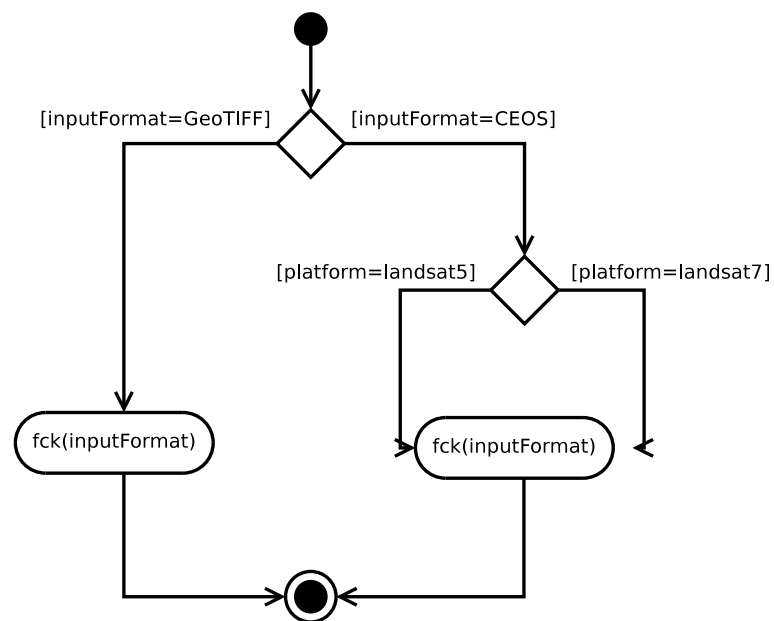 [inputFormat=GeoTIFF]
[inputFormat=CEOS]
[platform=landsat5]
[platform=landsat7]
fck(inputFormat)
fck(inputFormat)